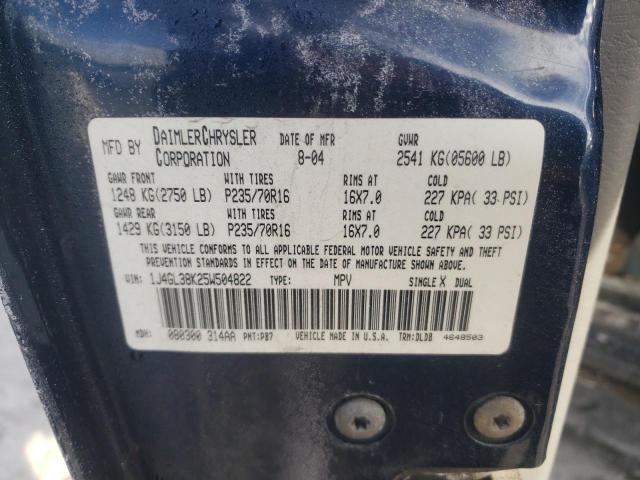 MFD BY DAIMLERCHRYSLER CORPORATION DATE OF MFR 8-04 GVWR 2541 KG(05600 LB)
GAWR FRONT WITH TIRES RIMS AT COLD
1248 KG(2750 LB) P235/70R16 16X7.0 227 KPA( 33 PSI)
GAWR REAR WITH TIRES RIMS AT COLD
1429 KG(3150 LB) P235/70R16 16X7.0 227 KPA( 33 PSI)
THIS VEHICLE CONFORMS TO ALL APPLICABLE FEDERAL MOTOR VEHICLE SAFETY AND THEFT
PREVENTION STANDARDS IN EFFECT ON THE DATE OF MANUFACTURE SHOWN ABOVE.
VIN: 1J4GL38K25W504822 TYPE: MPV SINGLE X DUAL
MDH: 080300 314AA PNT:PB7 VEHICLE MADE IN U.S.A. TRM:DLDB 4648503